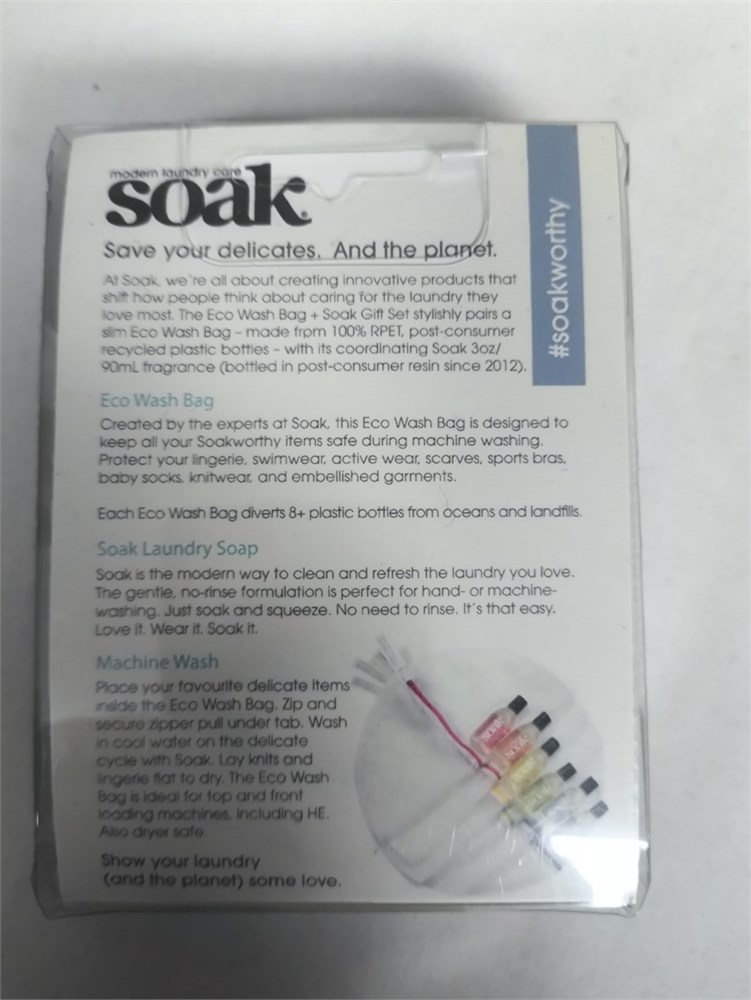 modern laundry care
soak.
Save your delicates. And the planet.
#soakworthy
At Soak, we're all about creating innovative products that
shift how people think about caring for the laundry they
love most. The Eco Wash Bag + Soak Gift Set stylishly pairs a
slim Eco Wash Bag – made from 100% RPET, post-consumer
recycled plastic bottles – with its coordinating Soak 3oz/
90mL fragrance (bottled in post-consumer resin since 2012).
Eco Wash Bag
Created by the experts at Soak, this Eco Wash Bag is designed to
keep all your Soakworthy items safe during machine washing.
Protect your lingerie, swimwear, active wear, scarves, sports bras,
baby socks, knitwear, and embellished garments.
Each Eco Wash Bag diverts 8+ plastic bottles from oceans and landfills.
Soak Laundry Soap
Soak is the modern way to clean and refresh the laundry you love.
The gentle, no-rinse formulation is perfect for hand- or machine-
washing. Just soak and squeeze. No need to rinse. It's that easy.
Love it. Wear it. Soak it.
Machine Wash
Place your favourite delicate items
inside the Eco Wash Bag. Zip and
secure zipper pull under tab. Wash
in cool water on the delicate
cycle with Soak. Lay knits and
lingerie flat to dry. The Eco Wash
Bag is ideal for top and front
loading machines, including HE.
Also dryer safe.
Show your laundry
(and the planet) some love.